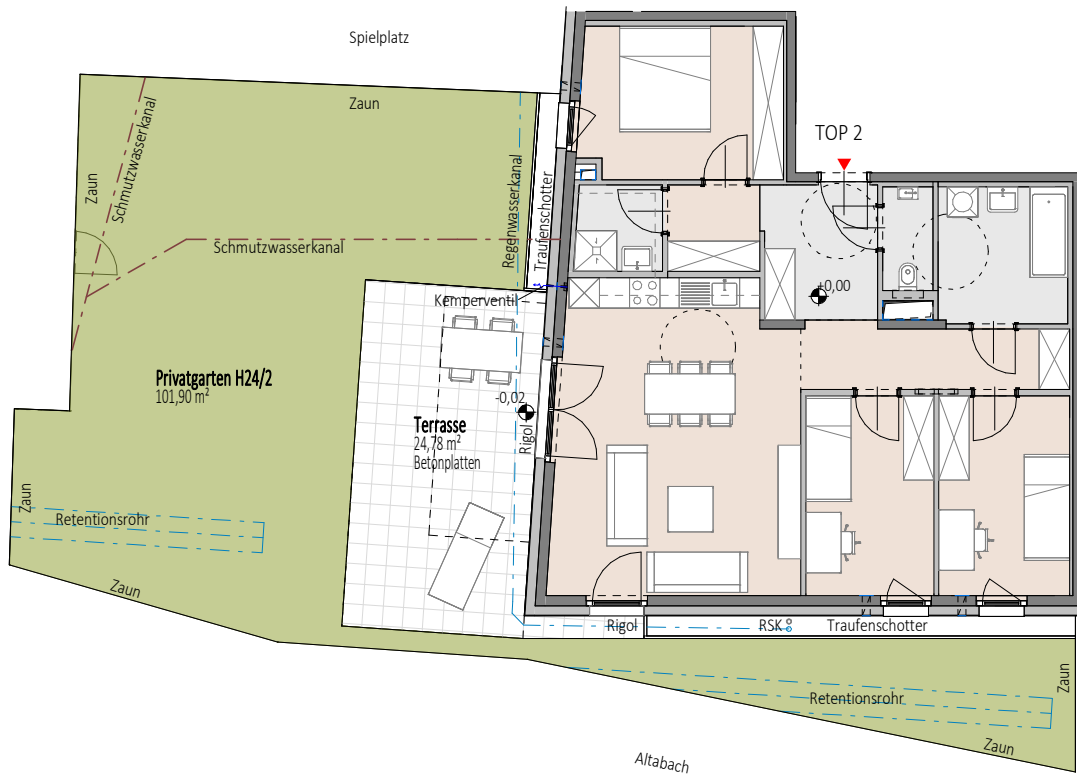 Spielplatz
Zaun
Zaun
Schmutzwasserkanal
Schmutzwasserkanal
Regenwasserkanal
Traufenschotter
TOP 2
±0,00
Kemperventil
Privatgarten H24/2
101,90 m²
-0,02
Terrasse
24,78 m²
Betonplatten
Rigol
Zaun
Retentionsrohr
Zaun
Rigol
RSK
Traufenschotter
Zaun
Retentionsrohr
Zaun
Altabach